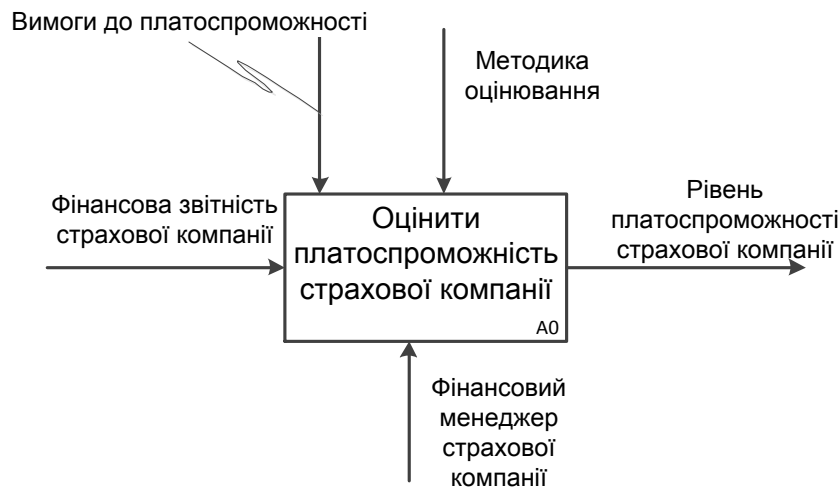 Вимоги до платоспроможності
Методика
оцінювання
Фінансова звітність
страхової компанії
Оцінити
платоспроможність
страхової компанії
A0
Рівень
платоспроможності
страхової компанії
Фінансовий
менеджер
страхової
компанії